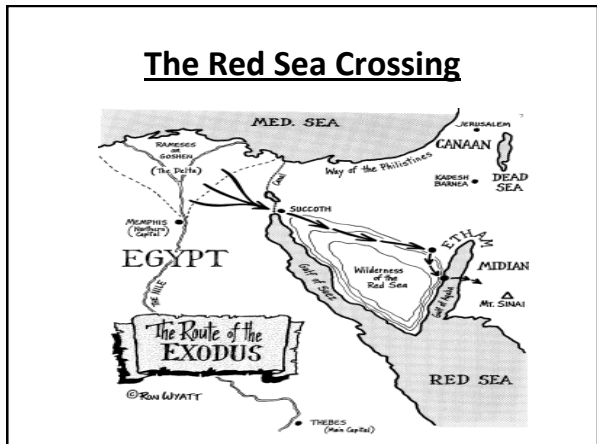 The Red Sea Crossing
MED. SEA
JERUSALEM
CANAAN
RAMESES
OR
GOSHEN
(The Delta)
Canal
Way of the Philistines
KADESH
BARNEA
DEAD
SEA
SUCCOTH
MEMPHIS
(Northern
Capital)
ETHAM
EGYPT
MIDIAN
Wilderness
of the
Red Sea
Gulf of Suez
Gulf of Aqaba
MT. SINAI
THE NILE
The Route of the
EXODUS
RED SEA
© RON WYATT
THEBES
(Main Capital)